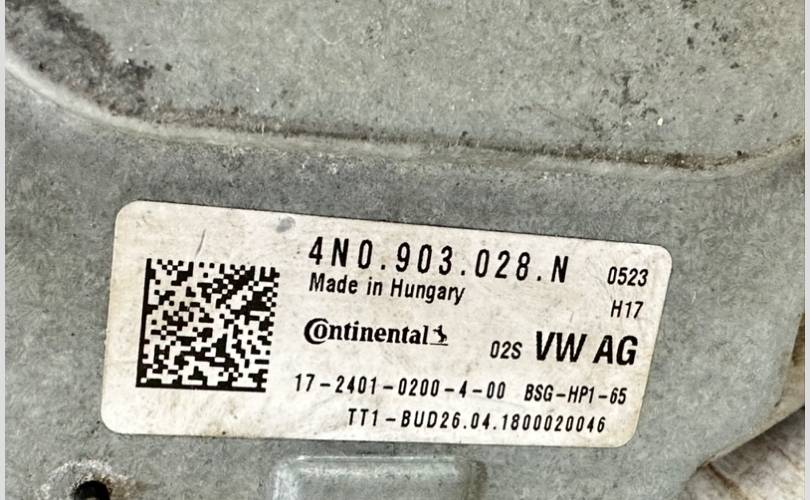 4N0.903.028.N 0523
Made in Hungary H17
Continental 02S VW AG
17-2401-0200-4-00 BSG-HP1-65
TT1-BUD26.04.1800020046